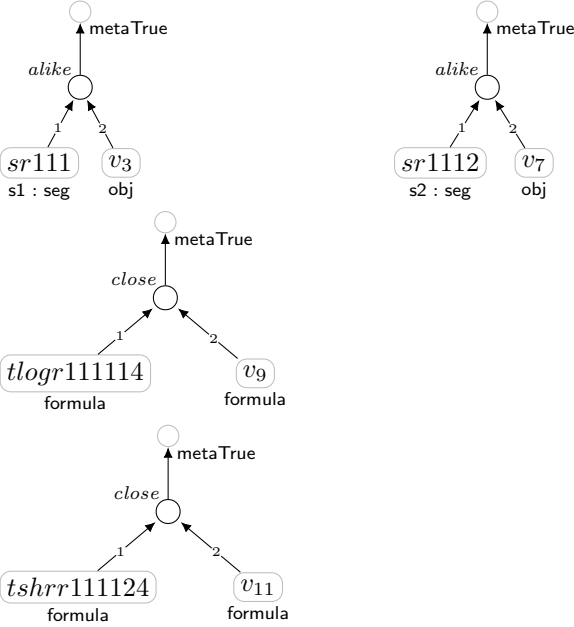 metaTrue metaTrue
alike alike
1 2 1 2
sr111 v₃ sr1112 v₇
s1 : seg obj s2 : seg obj
metaTrue
close
1 2
tlogr111114 v₉
formula formula
metaTrue
close
1 2
tshrr111124 v₁₁
formula formula